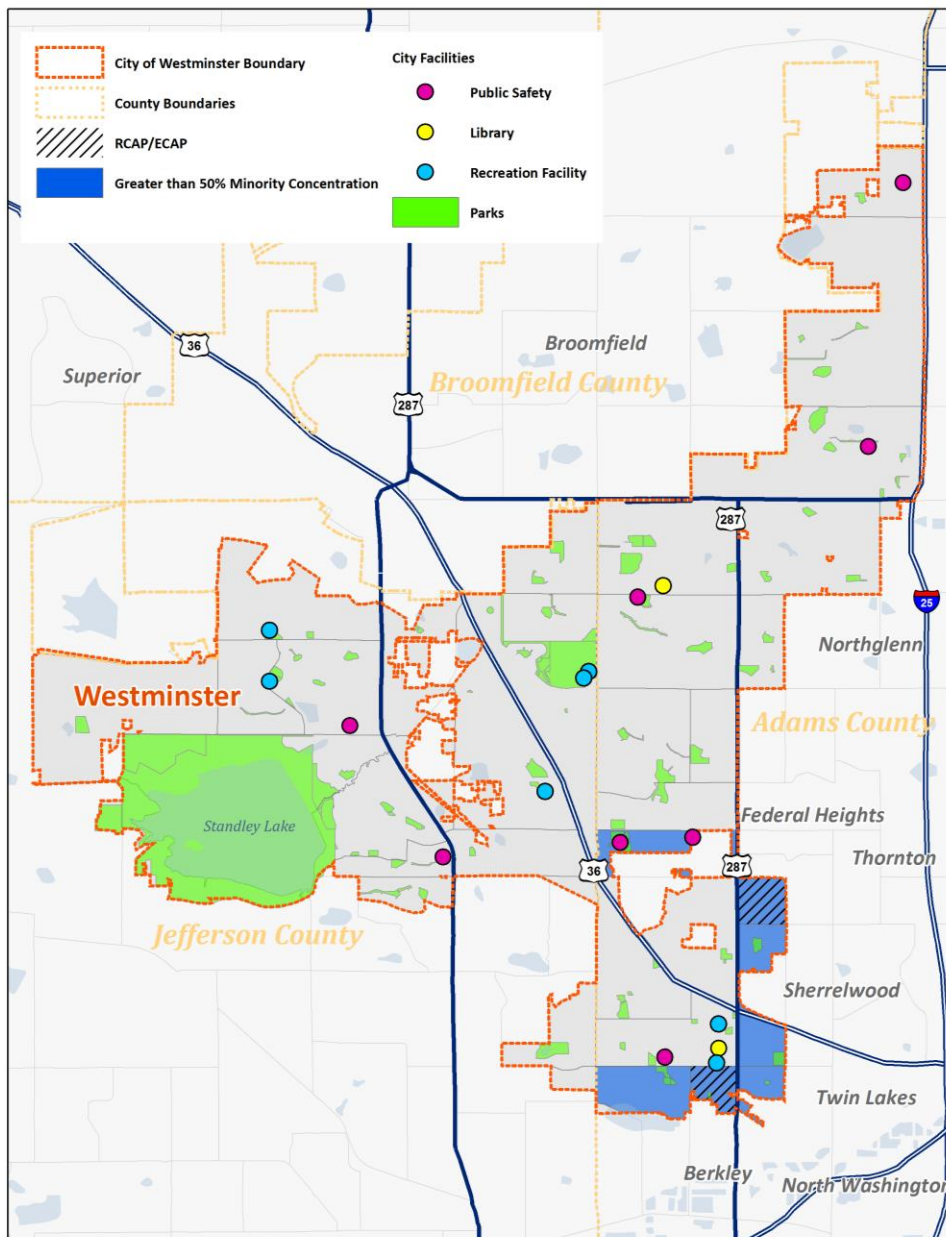 City of Westminster Boundary
County Boundaries
RCAP/ECAP
Greater than 50% Minority Concentration
City Facilities
Public Safety
Library
Recreation Facility
Parks
36
Superior
Broomfield
Broomfield County
287
287
25
Northglenn
Westminster
Adams County
Standley Lake
Federal Heights
36
287
Thornton
Jefferson County
Sherrelwood
Twin Lakes
Berkley
North Washington